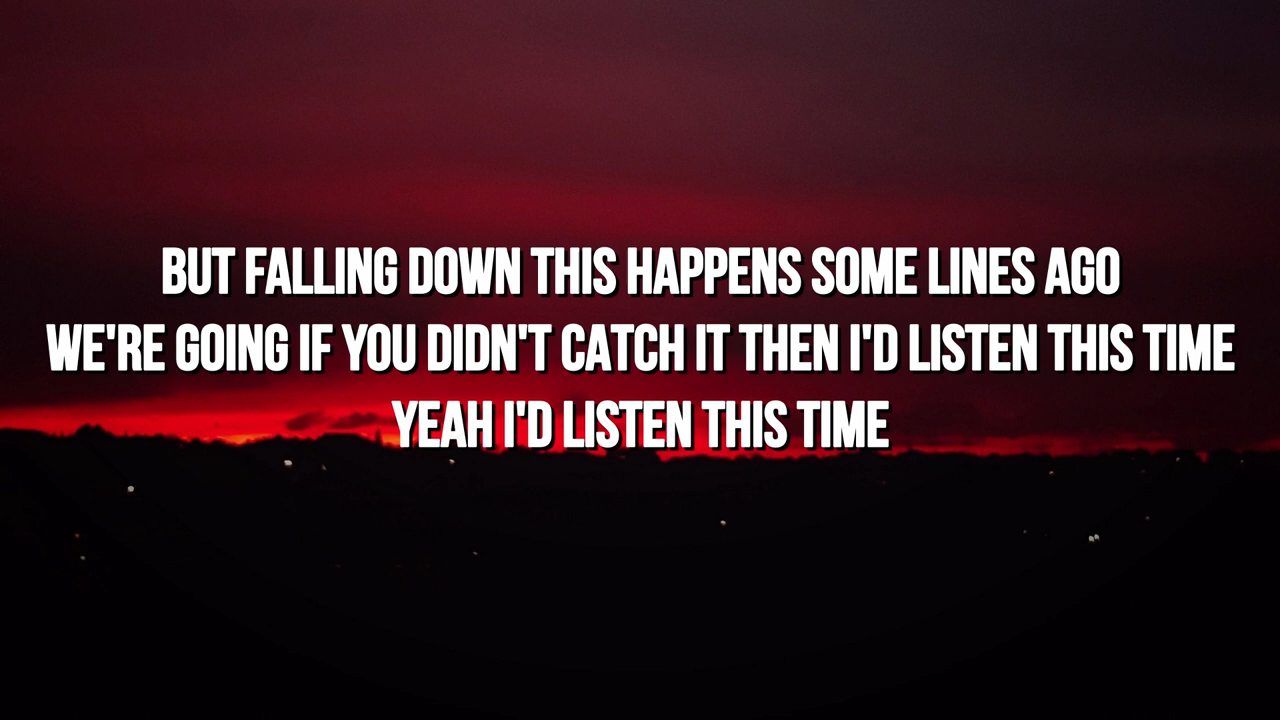 BUT FALLING DOWN THIS HAPPENS SOME LINES AGO
WE'RE GOING IF YOU DIDN'T CATCH IT THEN I'D LISTEN THIS TIME
YEAH I'D LISTEN THIS TIME